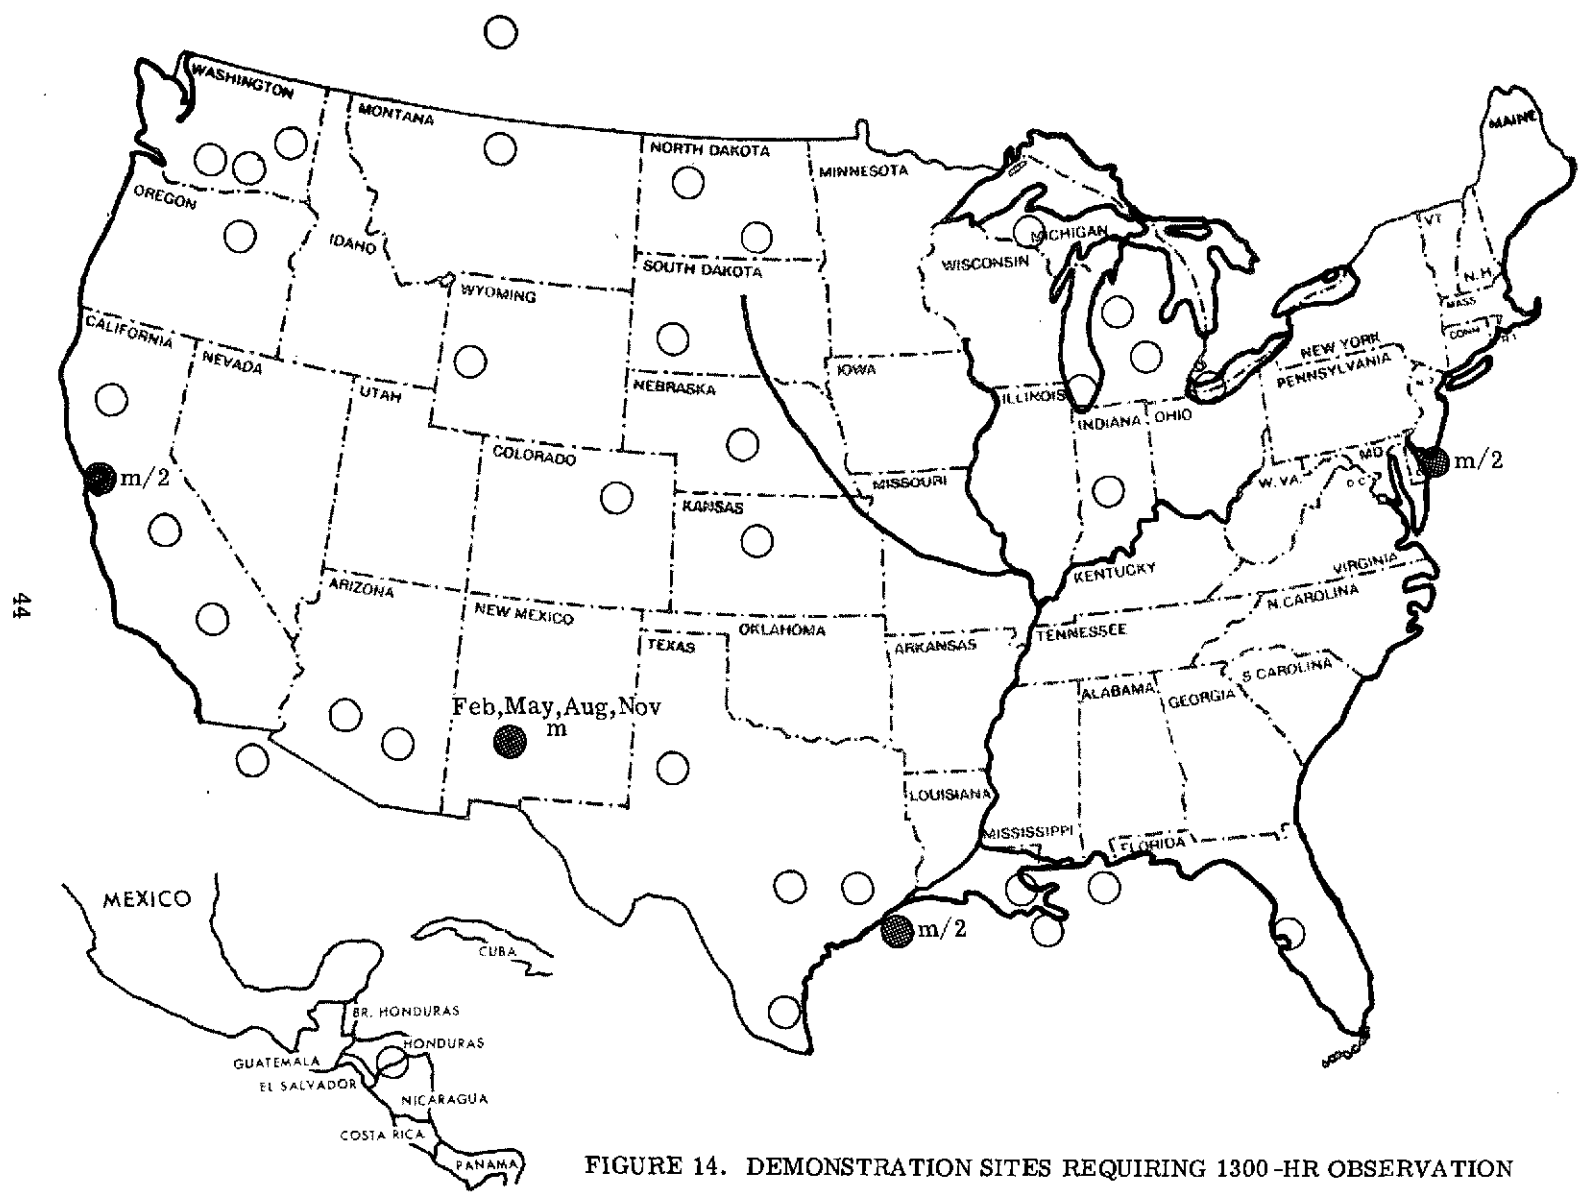 WASHINGTON
MONTANA
NORTH DAKOTA
MINNESOTA
MAINE
OREGON
IDAHO
VT
MICHIGAN
WISCONSIN
SOUTH DAKOTA
WYOMING
N.H.
MASS
CALIFORNIA
NEVADA
CONN
R I
NEW YORK
PENNSYLVANIA
IOWA
UTAH
NEBRASKA
ILLINOIS
INDIANA
OHIO
N J
COLORADO
MD
m/2
m/2
MISSOURI
W. VA.
D C
KANSAS
ARIZONA
KENTUCKY
VIRGINIA
44
NEW MEXICO
N. CAROLINA
OKLAHOMA
TENNESSEE
TEXAS
ARKANSAS
S CAROLINA
ALABAMA
GEORGIA
Feb,May,Aug,Nov
m
LOUISIANA
MISSISSIPPI
FLORIDA
MEXICO
m/2
CUBA
BR. HONDURAS
HONDURAS
GUATEMALA
EL SALVADOR
NICARAGUA
COSTA RICA
PANAMA
FIGURE 14. DEMONSTRATION SITES REQUIRING 1300-HR OBSERVATION